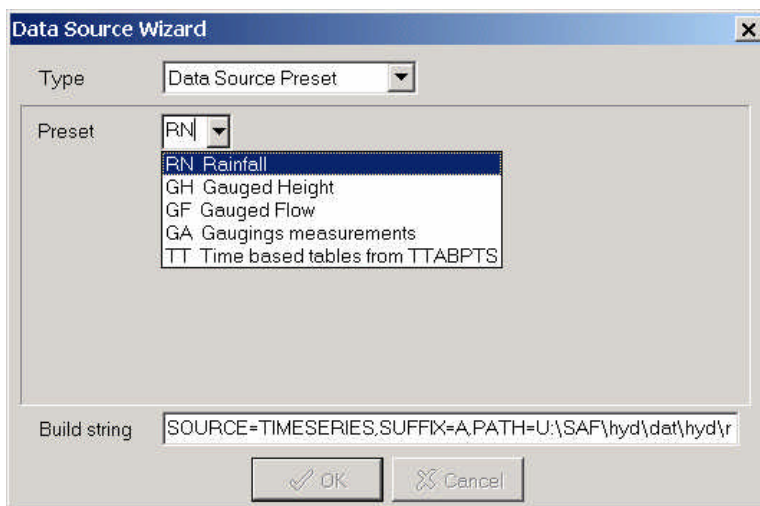 Data Source Wizard
Type Data Source Preset
Preset RN
RN Rainfall
GH Gauged Height
GF Gauged Flow
GA Gaugings measurements
TT Time based tables from TTABPTS
Build string SOURCE=TIMESERIES,SUFFIX=A,PATH=U:\SAF\hyd\dat\hyd\r
OK Cancel